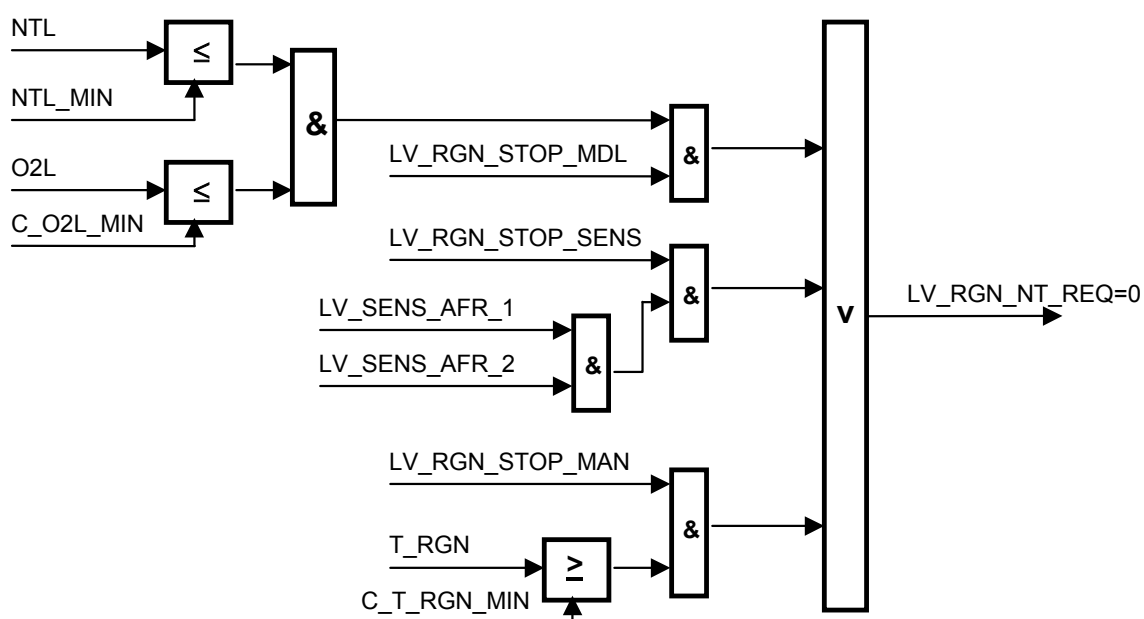 NTL
≤
NTL_MIN
&
O2L
≤
C_O2L_MIN
LV_RGN_STOP_MDL
&
LV_RGN_STOP_SENS
&
LV_SENS_AFR_1
LV_SENS_AFR_2
&
v
LV_RGN_NT_REQ=0
LV_RGN_STOP_MAN
&
T_RGN
≥
C_T_RGN_MIN